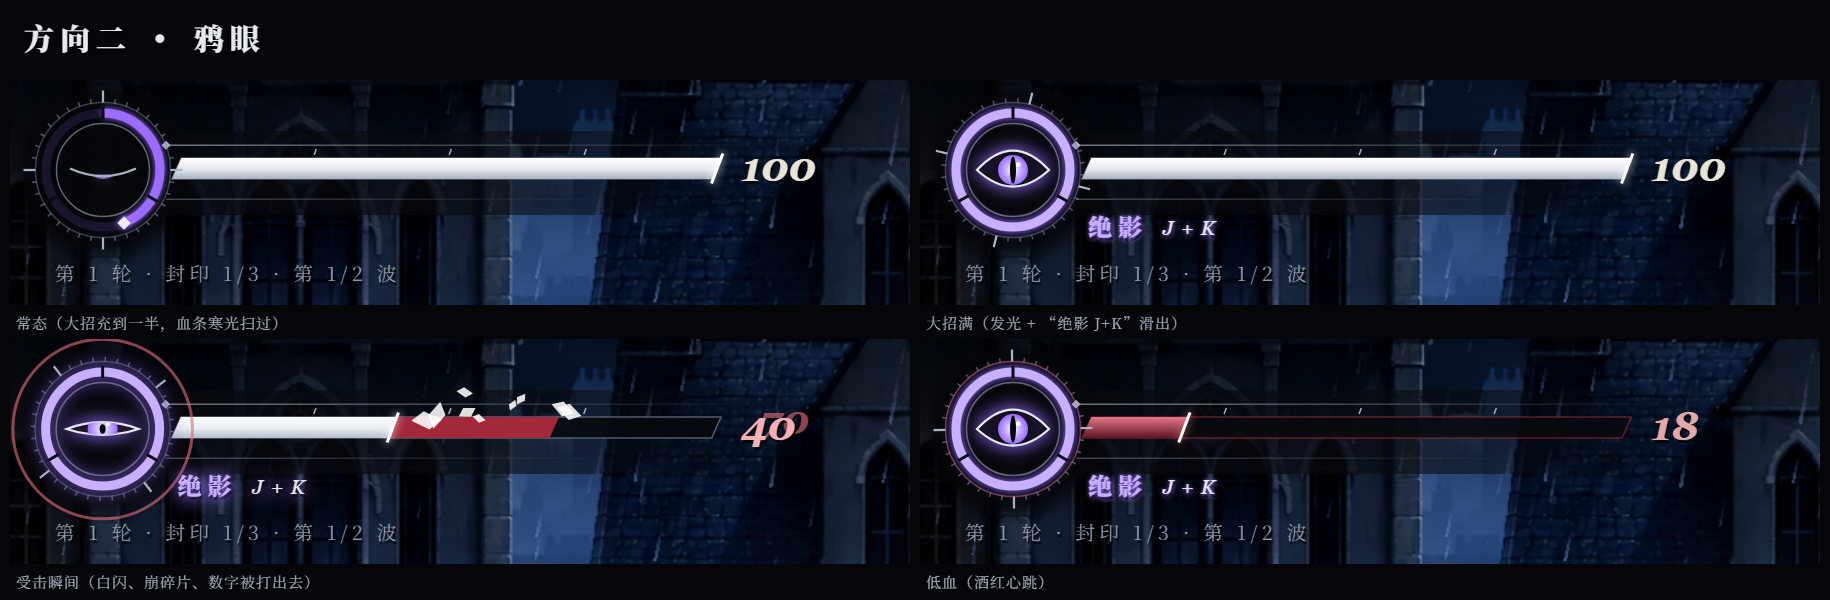 方向二 · 鸦眼
100
第 1 轮 · 封印 1/3 · 第 1/2 波
常态（大招充到一半，血条寒光扫过）
100
绝影 J + K
第 1 轮 · 封印 1/3 · 第 1/2 波
大招满（发光 + “绝影 J+K”滑出）
40
绝影 J + K
第 1 轮 · 封印 1/3 · 第 1/2 波
受击瞬间（白闪、崩碎片、数字被打出去）
18
绝影 J + K
第 1 轮 · 封印 1/3 · 第 1/2 波
低血（酒红心跳）